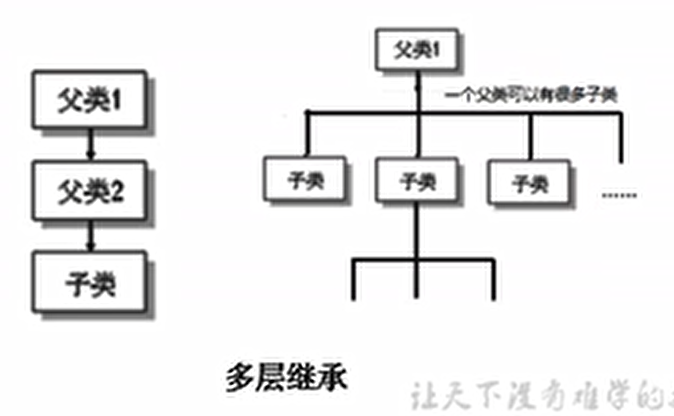 父类1
父类2
子类
父类1
一个父类可以有很多子类
子类
子类
子类
……
多层继承
让天下没有难学的